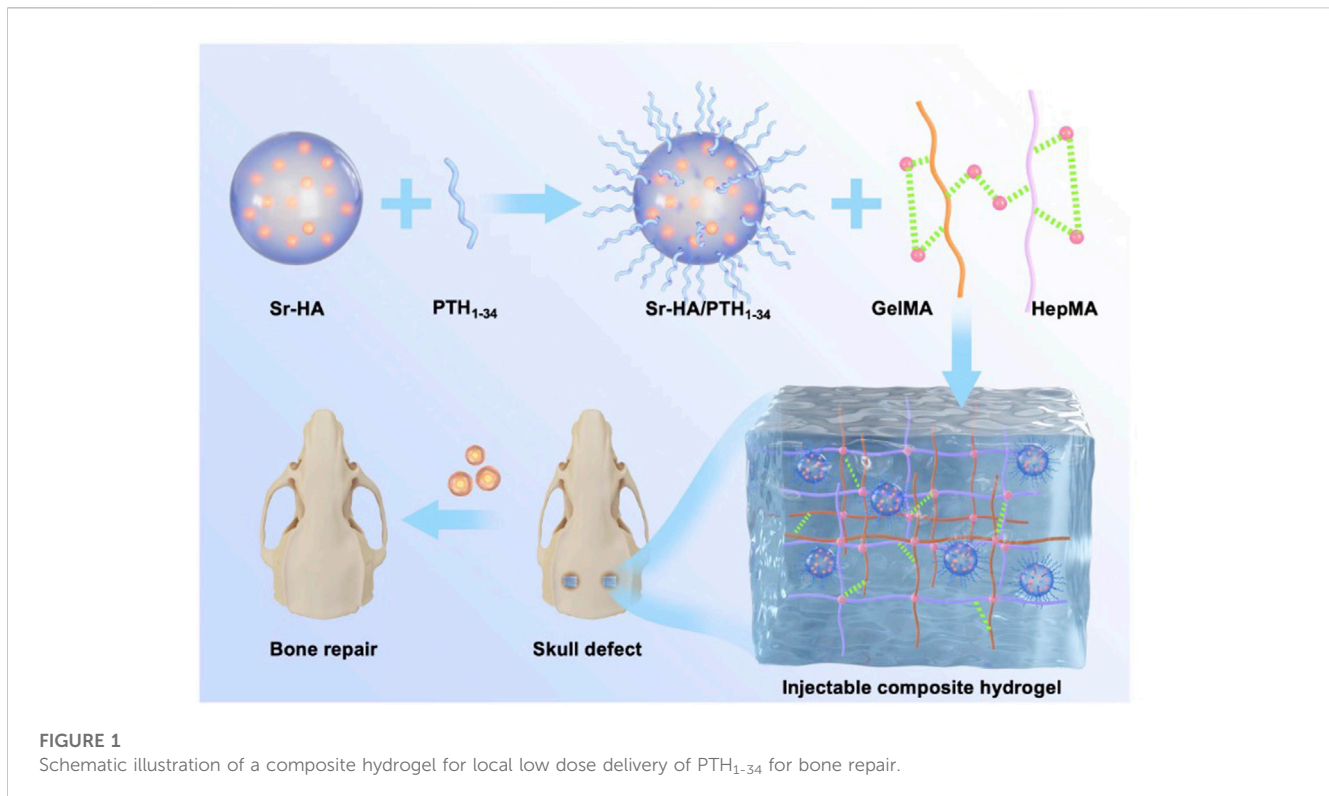 Sr-HA
PTH₁₋₃₄
Sr-HA/PTH₁₋₃₄
GelMA
HepMA
Bone repair
Skull defect
Injectable composite hydrogel
FIGURE 1
Schematic illustration of a composite hydrogel for local low dose delivery of PTH₁₋₃₄ for bone repair.